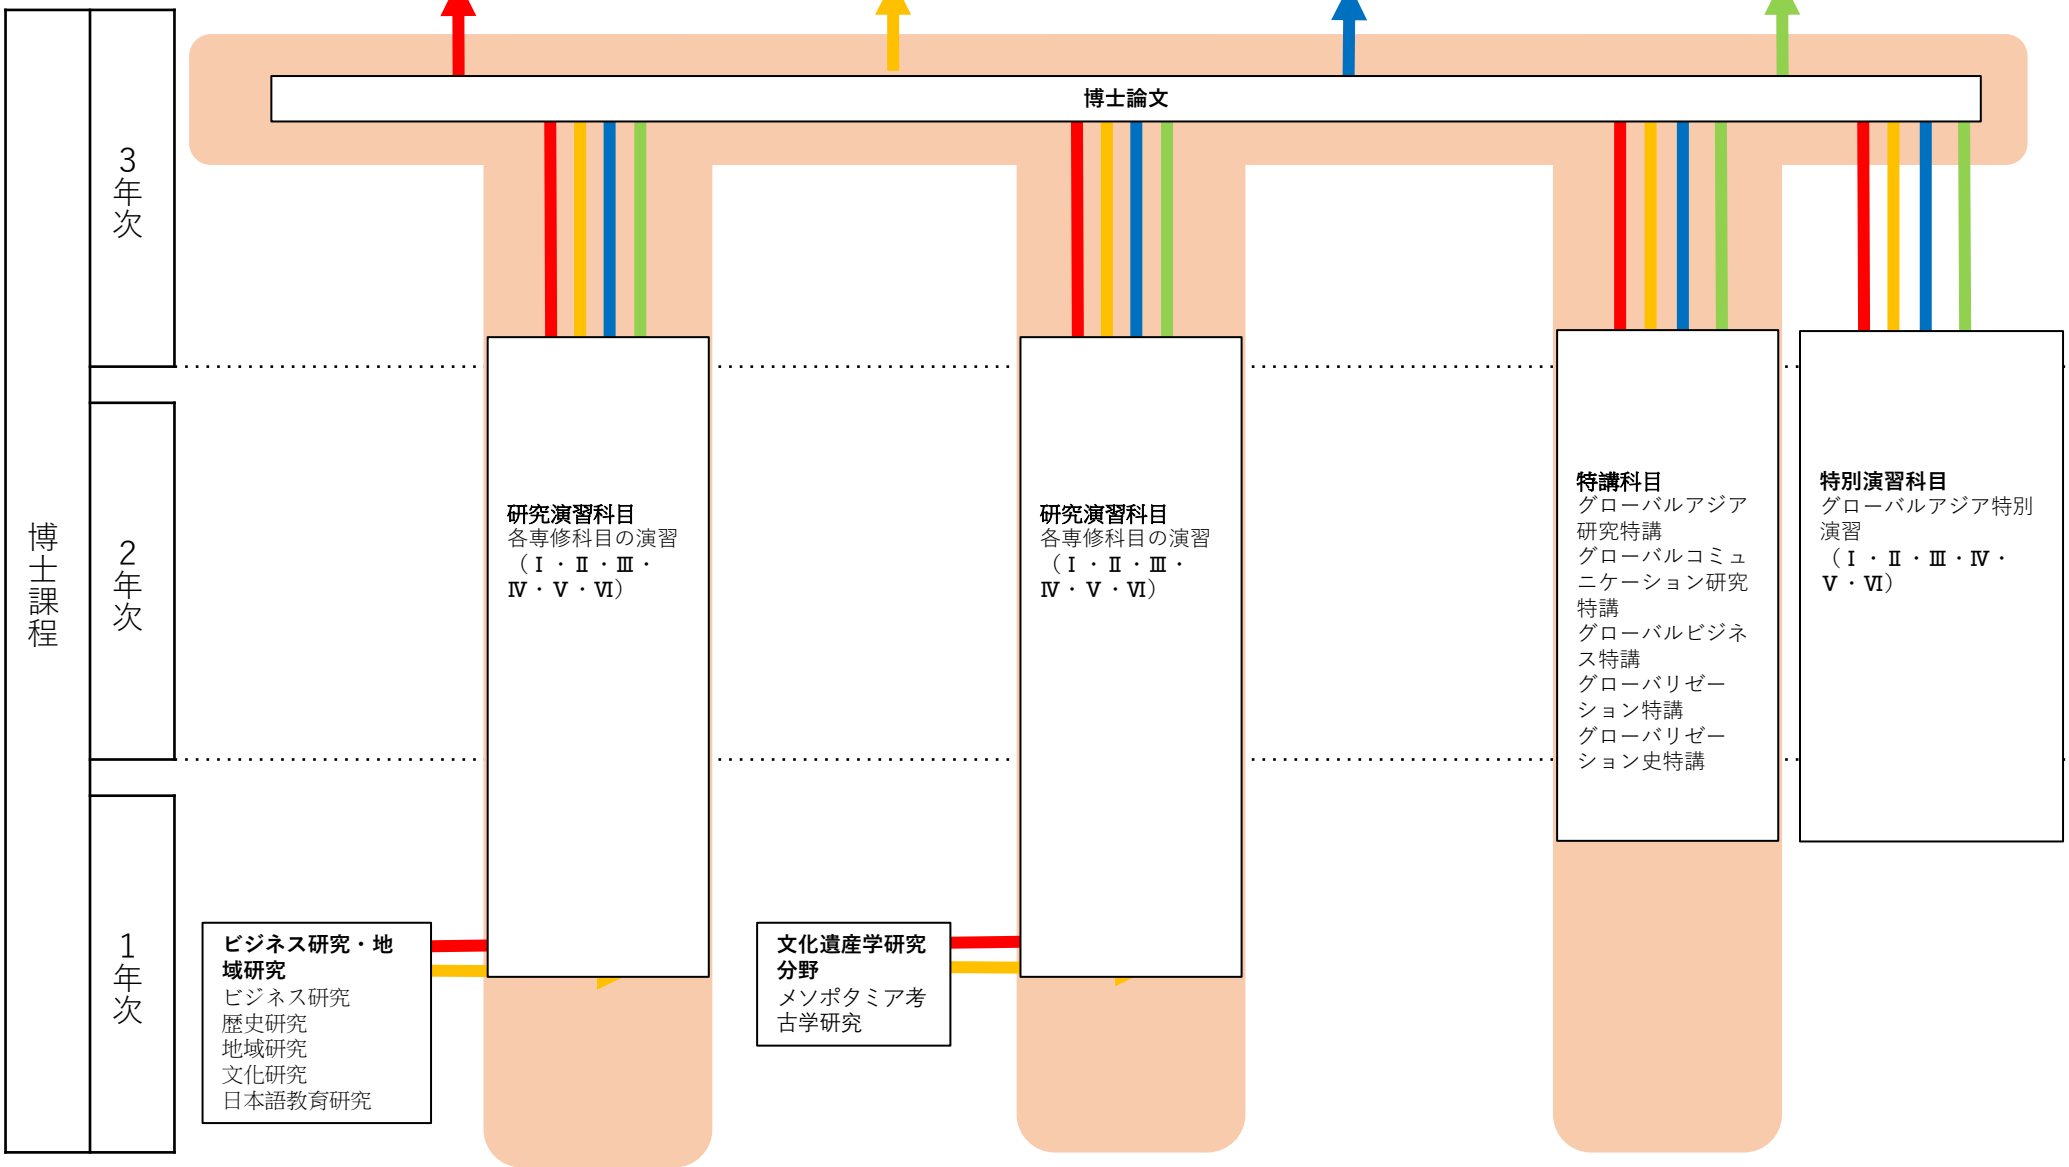 博士論文
博士課程
3年次
2年次
1年次
研究演習科目
各専修科目の演習
（Ⅰ・Ⅱ・Ⅲ・
Ⅳ・Ⅴ・Ⅵ）
研究演習科目
各専修科目の演習
（Ⅰ・Ⅱ・Ⅲ・
Ⅳ・Ⅴ・Ⅵ）
特講科目
グローバルアジア
研究特講
グローバルコミュ
ニケーション研究
特講
グローバルビジネ
ス特講
グローバリゼー
ション特講
グローバリゼー
ション史特講
特別演習科目
グローバルアジア特別
演習
（Ⅰ・Ⅱ・Ⅲ・Ⅳ・
Ⅴ・Ⅵ）
ビジネス研究・地
域研究
ビジネス研究
歴史研究
地域研究
文化研究
日本語教育研究
文化遺産学研究
分野
メソポタミア考
古学研究